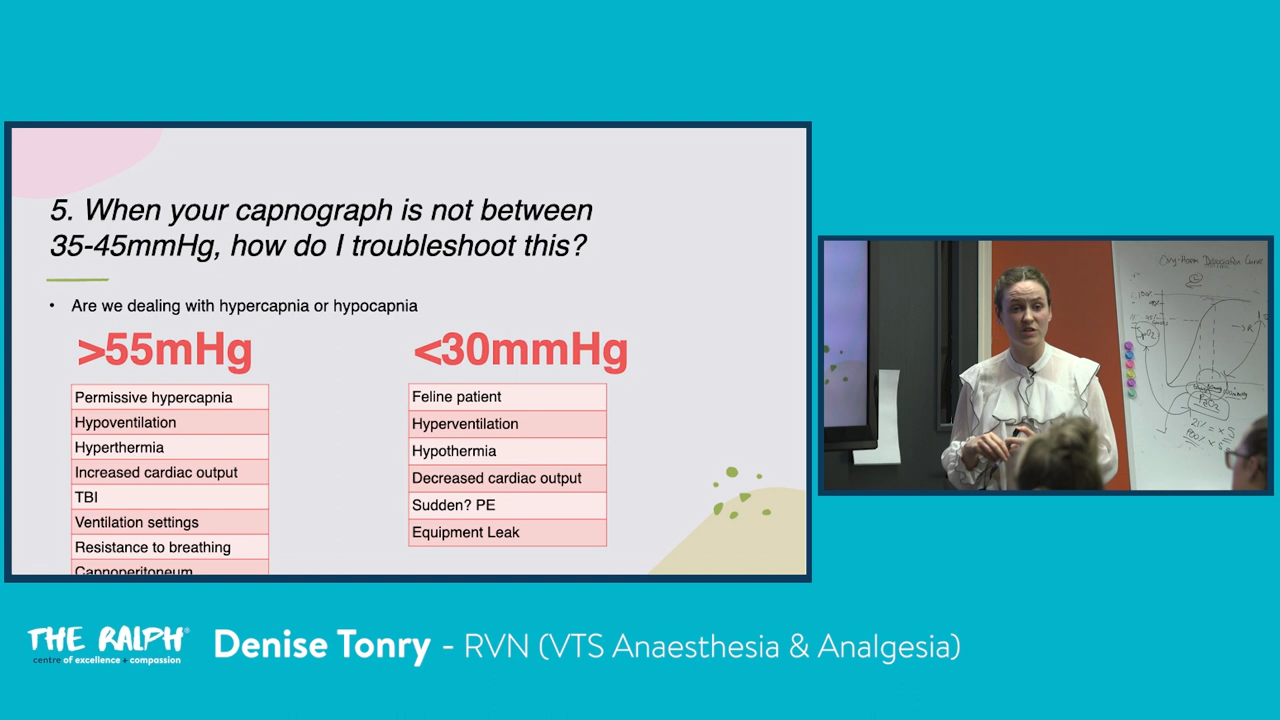 5. When your capnograph is not between
35-45mmHg, how do I troubleshoot this?
• Are we dealing with hypercapnia or hypocapnia
>55mHg
Permissive hypercapnia
Hypoventilation
Hyperthermia
Increased cardiac output
TBI
Ventilation settings
Resistance to breathing
Capnoperitoneum
<30mmHg
Feline patient
Hyperventilation
Hypothermia
Decreased cardiac output
Sudden? PE
Equipment Leak
SpO2
PaO2
THE RALPH®
centre of excellence + compassion
Denise Tonry - RVN (VTS Anaesthesia & Analgesia)